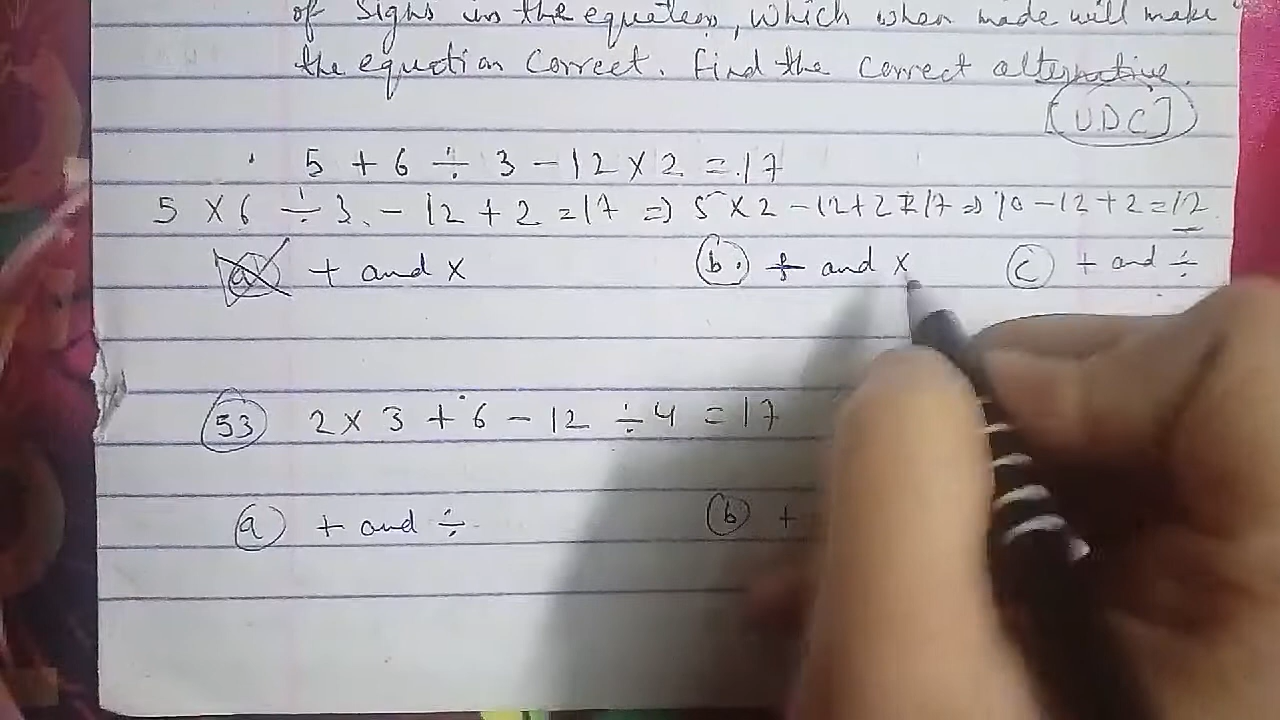 of Signs in the equation, which when made will make
the equation Correct. Find the Correct alternative.
[U.D.C]
5 + 6 ÷ 3 - 12 × 2 = 17
5 × 6 ÷ 3 - 12 + 2 = 17 ⇒ 5 × 2 - 12 + 2 ≠ 17 ⇒ 10 - 12 + 2 = 12
(a) + and × (b) ÷ and × (c) + and ÷
(53) 2 × 3 + 6 - 12 ÷ 4 = 17
(a) + and ÷ (b) +